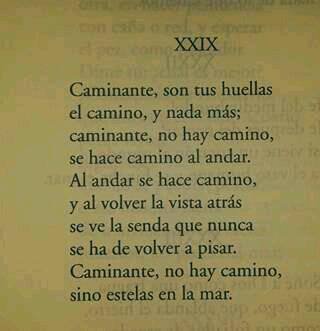 XXIX
Caminante, son tus huellas
el camino, y nada más;
caminante, no hay camino,
se hace camino al andar.
Al andar se hace camino,
y al volver la vista atrás
se ve la senda que nunca
se ha de volver a pisar.
Caminante, no hay camino,
sino estelas en la mar.